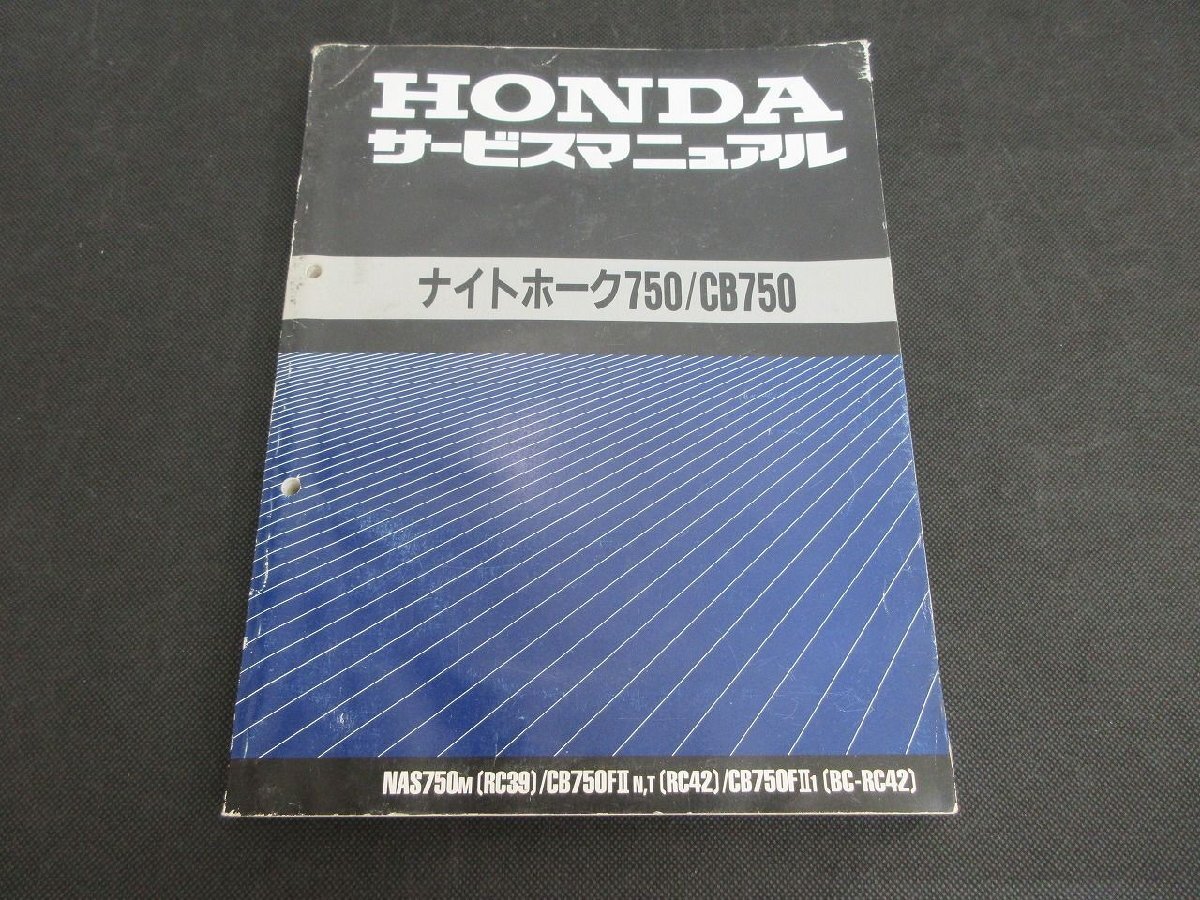 HONDA
サービスマニュアル
ナイトホーク750/CB750
NAS750M (RC39) /CB750FⅡ N,T (RC42) /CB750FⅡ1 (BC-RC42)